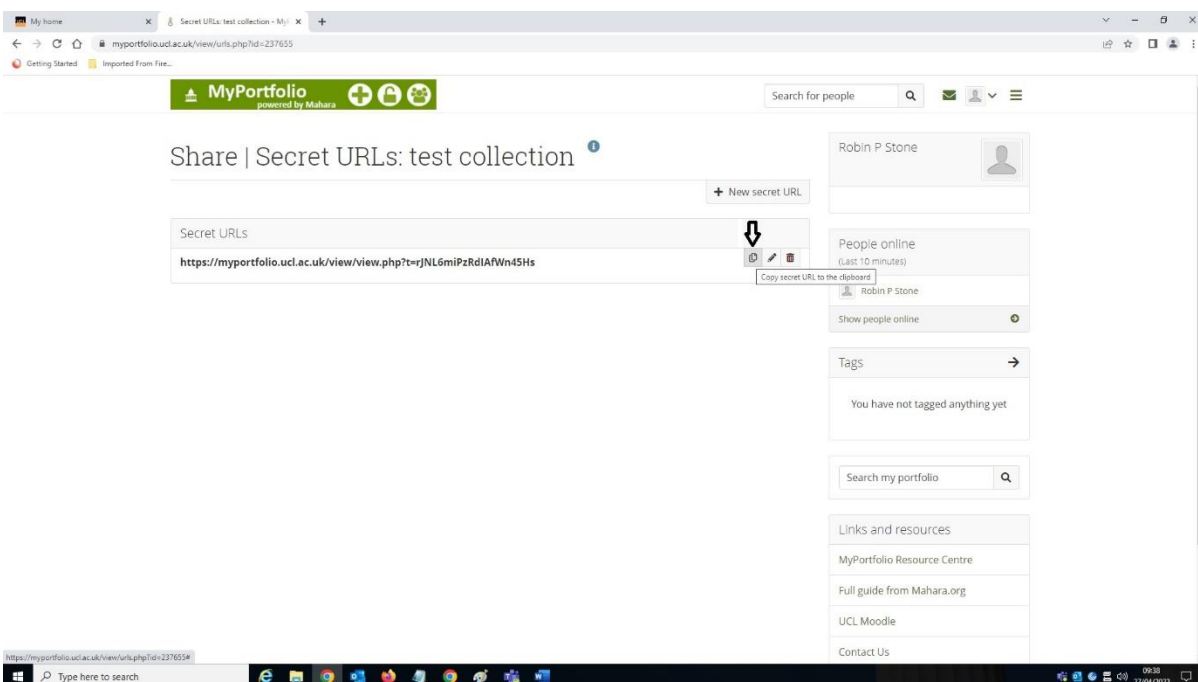 My home
Secret URLs: test collection - Myl
myportfolio.ucl.ac.uk/view/urls.php?id=237655
Getting Started Imported From Fire...
MyPortfolio
powered by Mahara
Search for people
Share | Secret URLs: test collection
Robin P Stone
+ New secret URL
Secret URLs
https://myportfolio.ucl.ac.uk/view/view.php?t=rJNL6miPzRdIAfWn45Hs
Copy secret URL to the clipboard
People online
(Last 10 minutes)
Robin P Stone
Show people online
Tags
You have not tagged anything yet
Search my portfolio
Links and resources
MyPortfolio Resource Centre
Full guide from Mahara.org
UCL Moodle
Contact Us
https://myportfolio.ucl.ac.uk/view/urls.php?id=237655#
Type here to search
09:38
27/04/2023